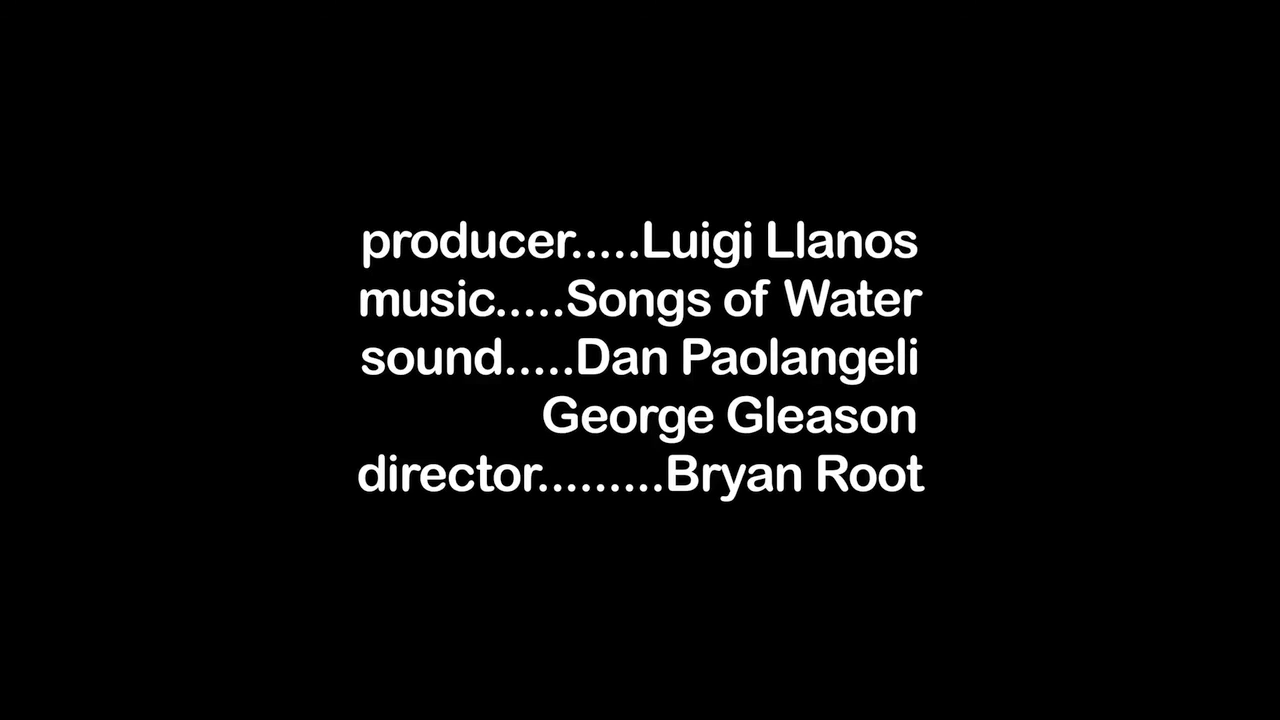 producer.....Luigi Llanos
music.....Songs of Water
sound.....Dan Paolangeli
George Gleason
director.........Bryan Root